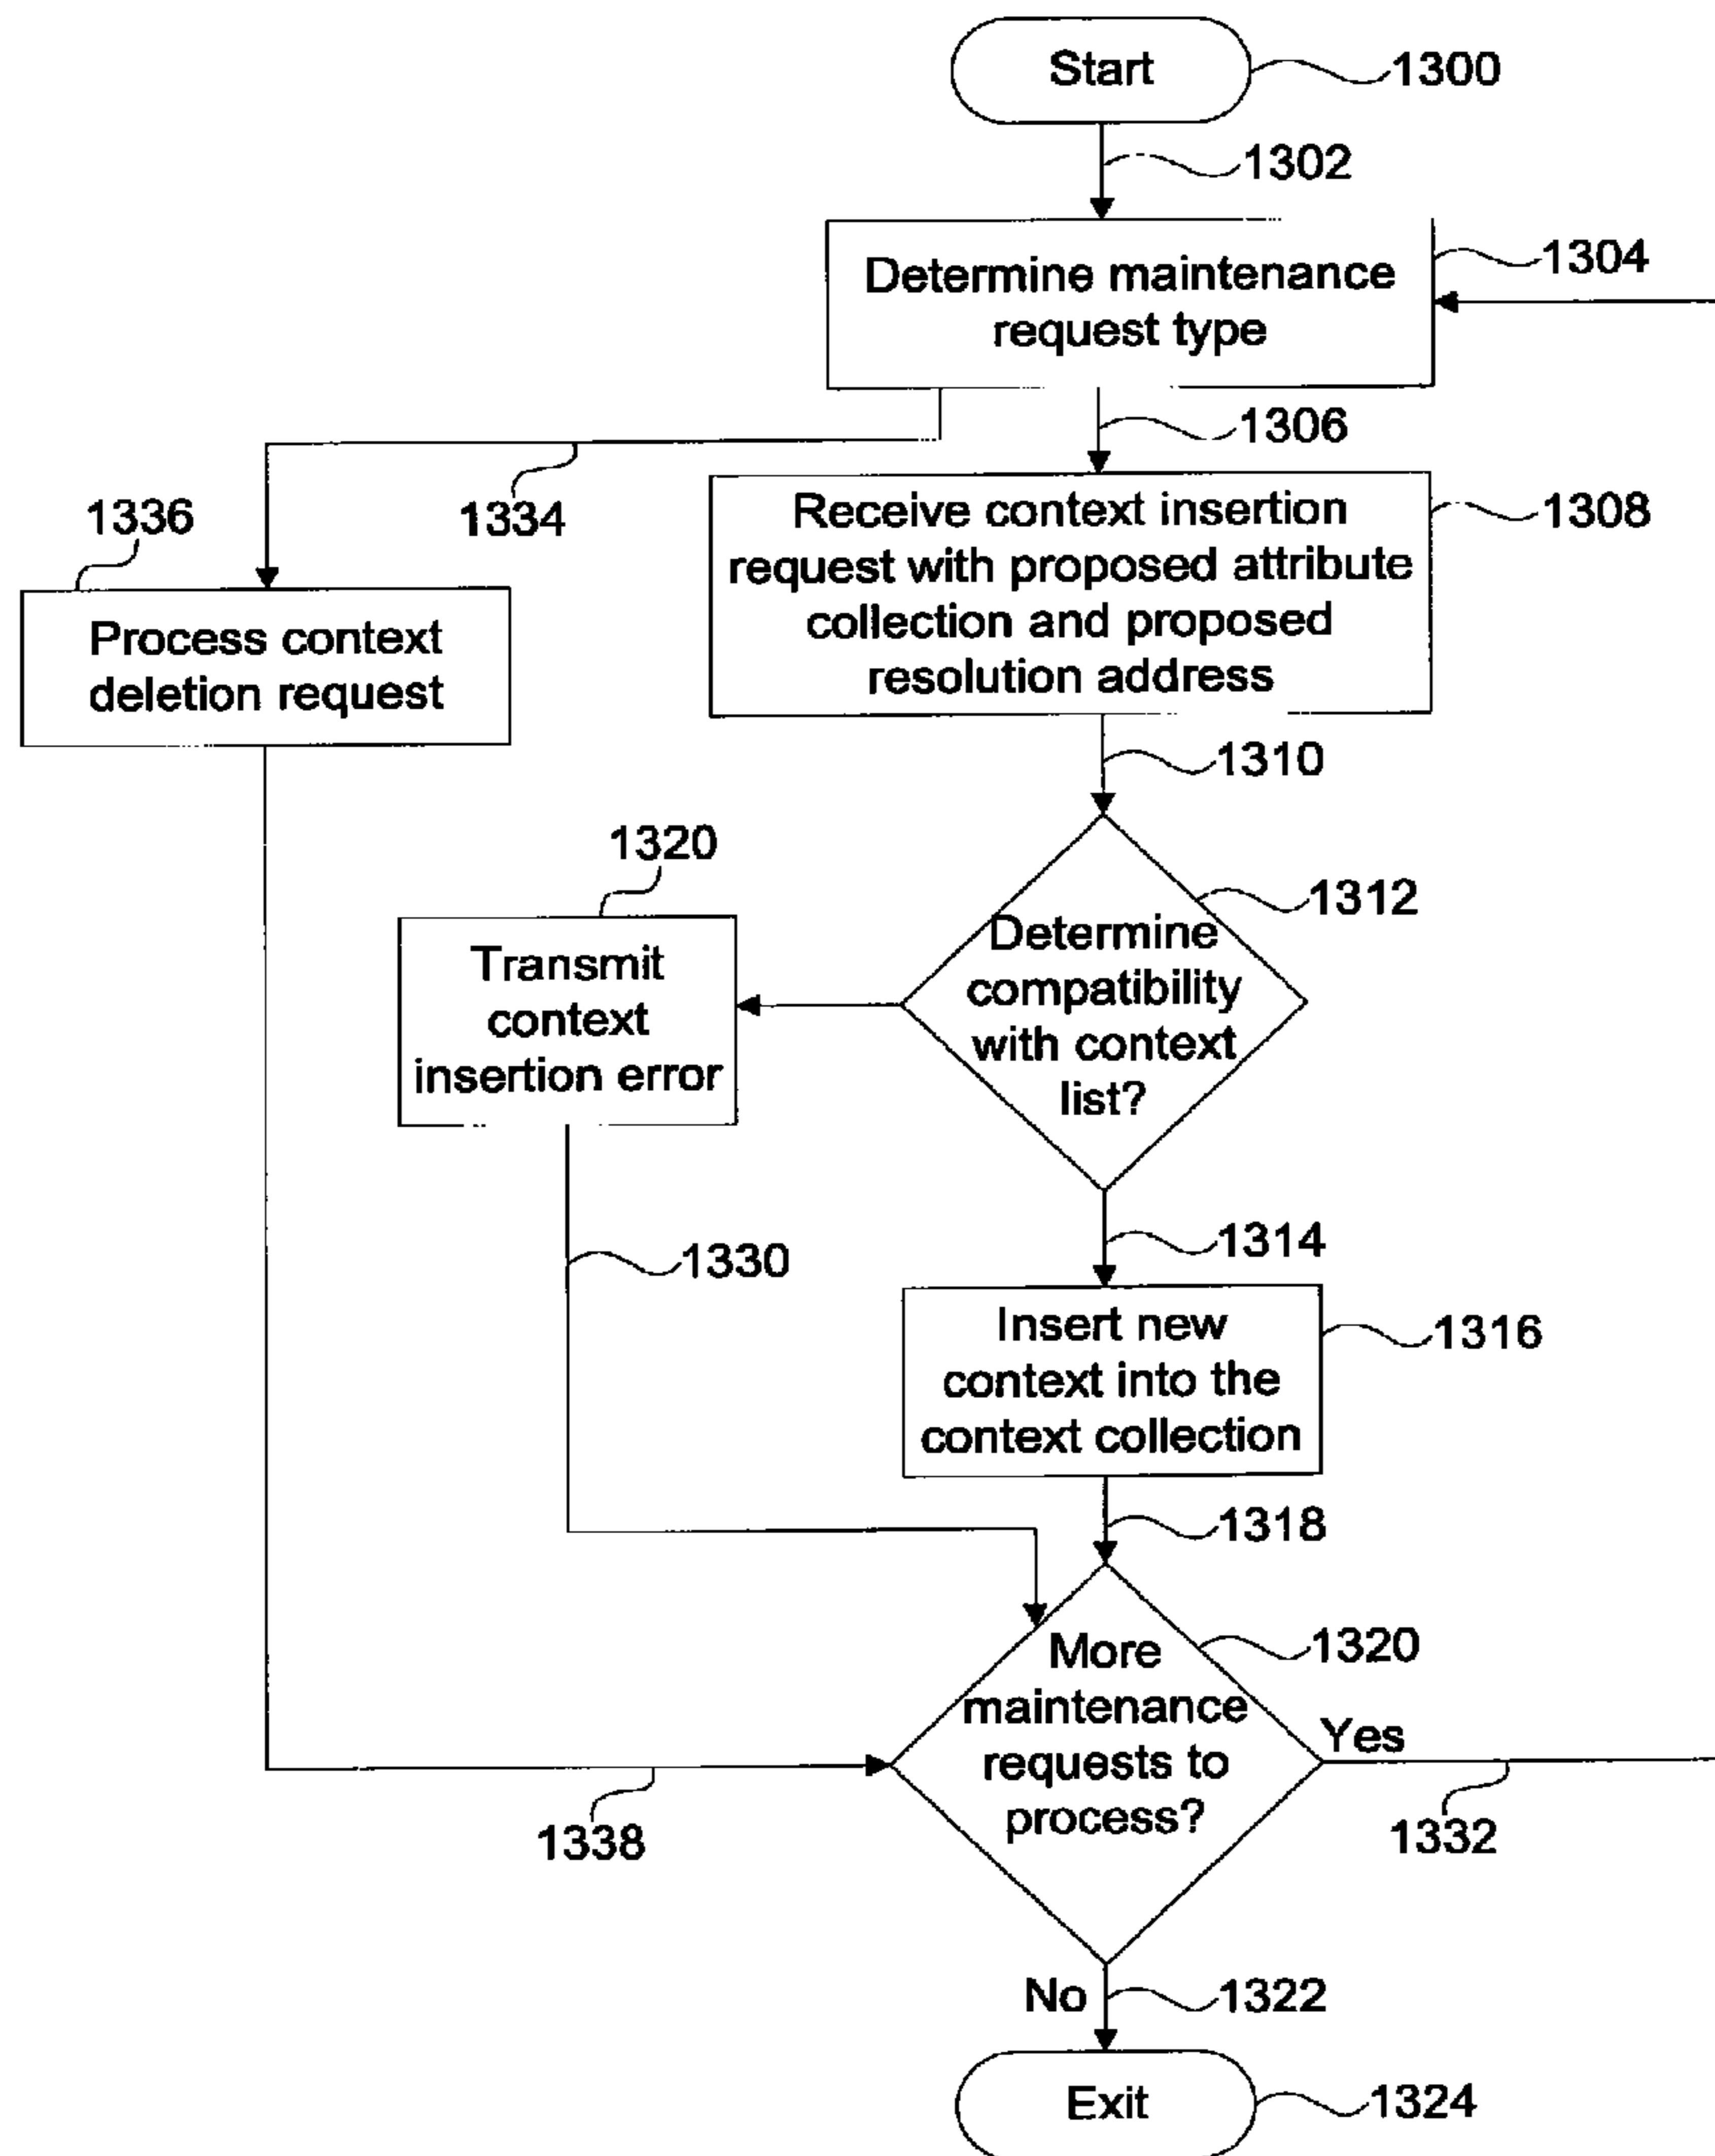 Start
1300
1302
Determine maintenance
request type
1304
1306
1334
1336
Process context
deletion request
Receive context insertion
request with proposed attribute
collection and proposed
resolution address
1308
1310
1320
Transmit
context
insertion error
Determine
compatibility
with context
list?
1312
1314
1330
Insert new
context into the
context collection
1316
1318
More
maintenance
requests to
process?
1320
Yes
1332
1338
No
1322
Exit
1324